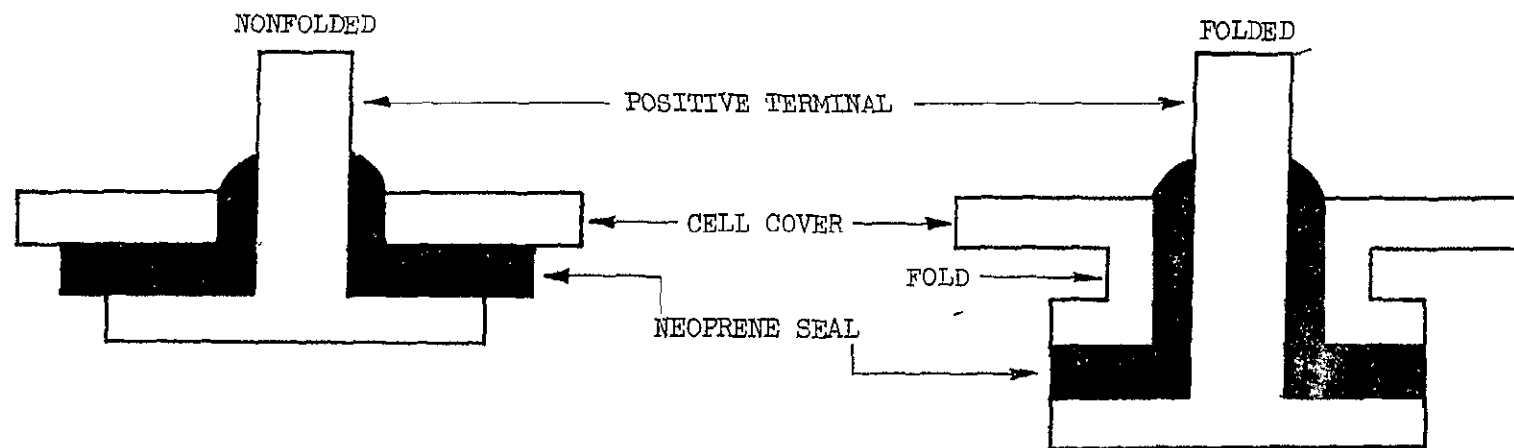 NONFOLDED
FOLDED
POSITIVE TERMINAL
CELL COVER
FOLD
NEOPRENE SEAL